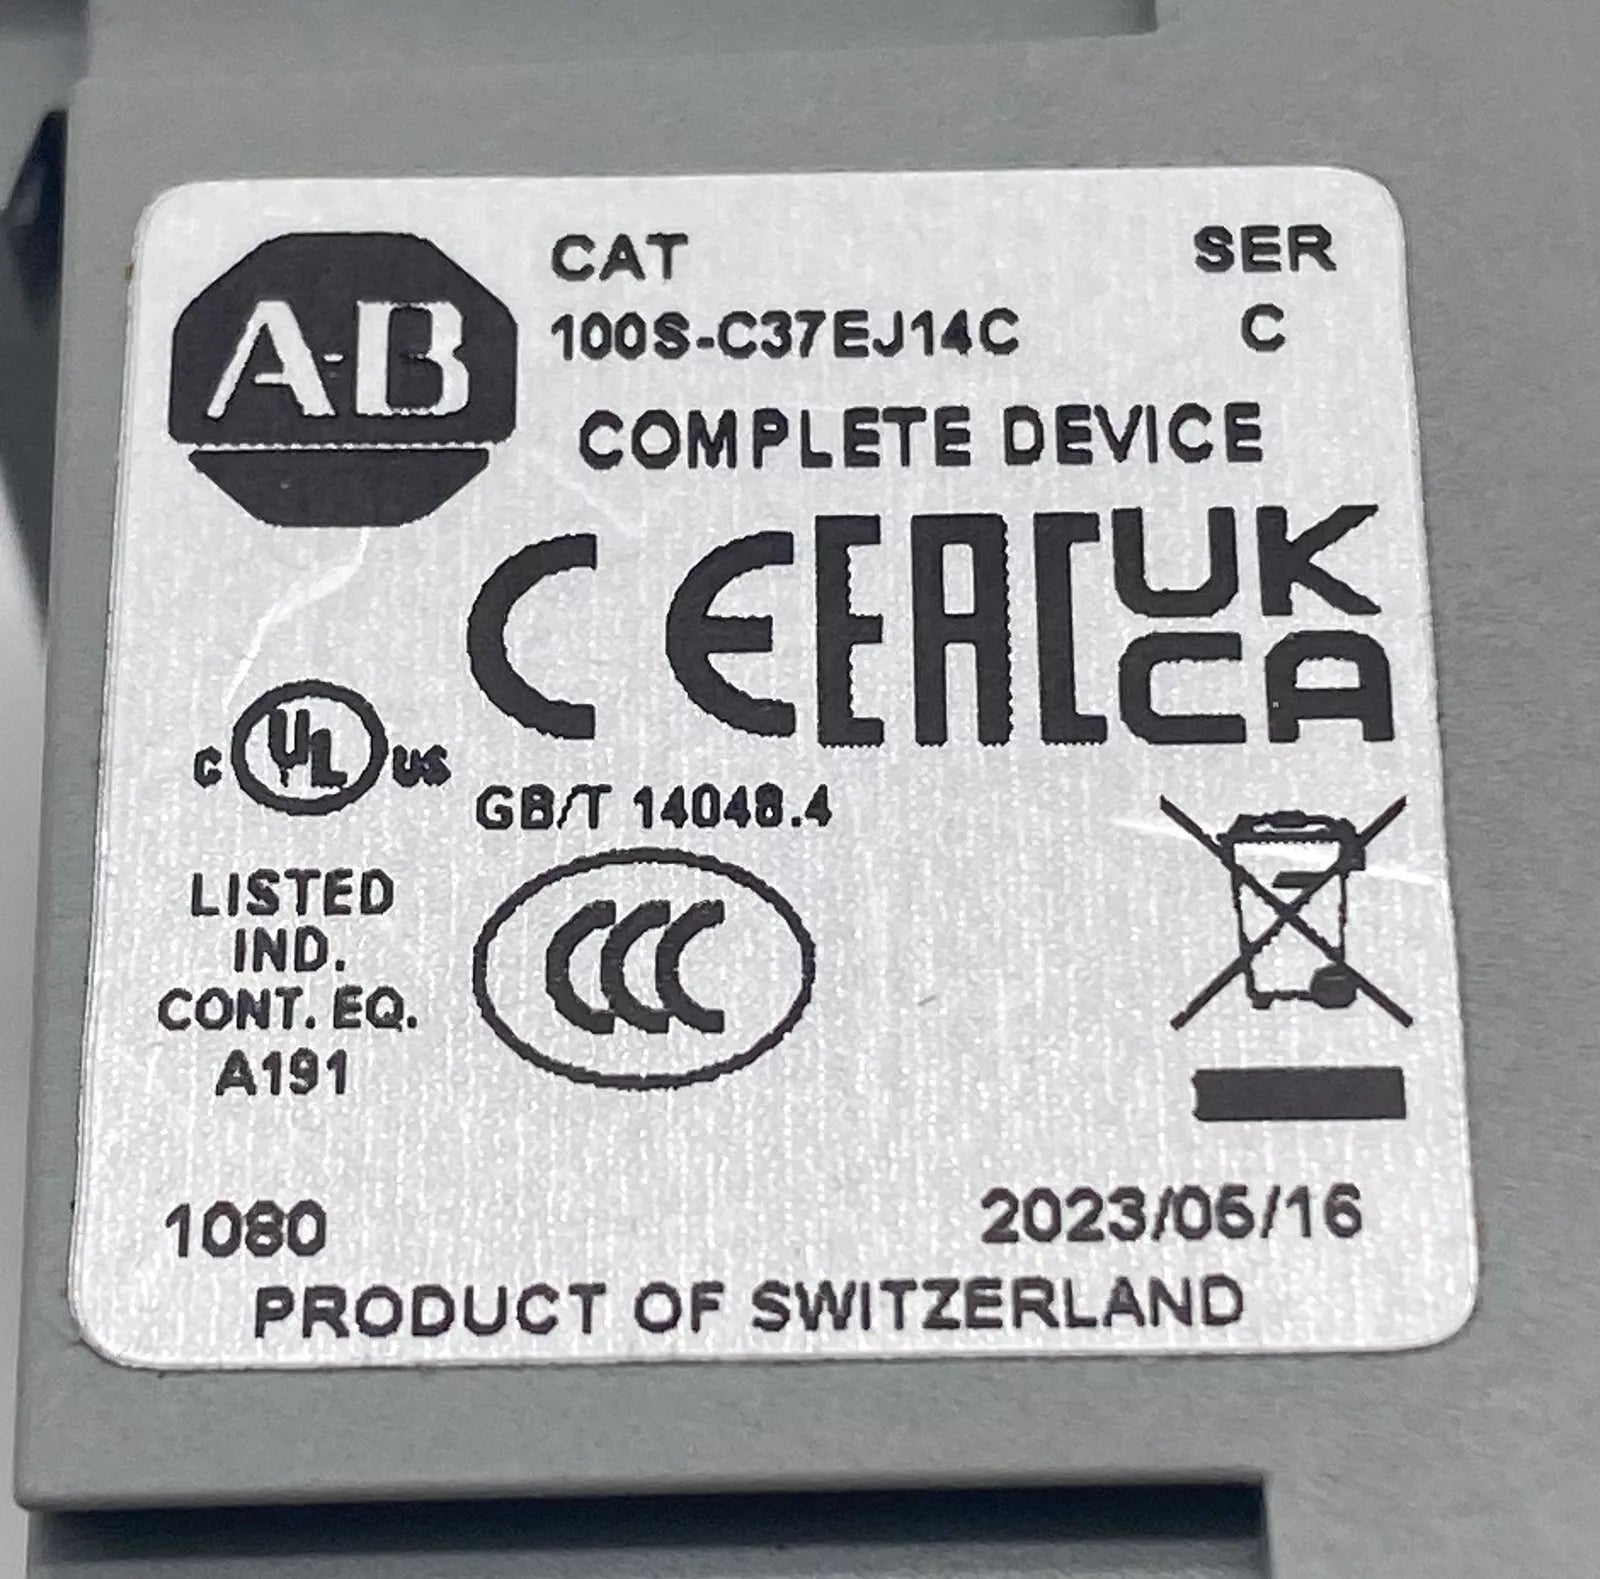 A-B
CAT SER
100S-C37EJ14C C
COMPLETE DEVICE
CE EAC UK
CA
C UL US
GB/T 14048.4
LISTED
IND.
CONT. EQ.
A191
CCC
1080 2023/06/16
PRODUCT OF SWITZERLAND